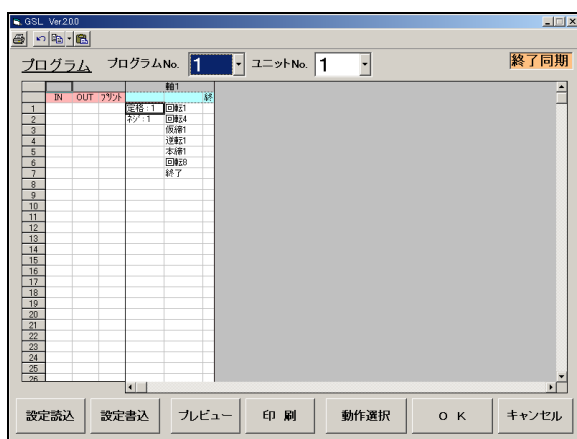 GSL Ver.2.0.0
プログラム プログラムNo. 1 ユニットNo. 1 終了同期
軸1
IN OUT プリント 終
1 定格:1 回転1
2 ネジ:1 回転4
3 仮締1
4 逆転1
5 本締1
6 回転8
7 終了
8
9
10
11
12
13
14
15
16
17
18
19
20
21
22
23
24
25
26
設定読込 設定書込 プレビュー 印 刷 動作選択 O K キャンセル